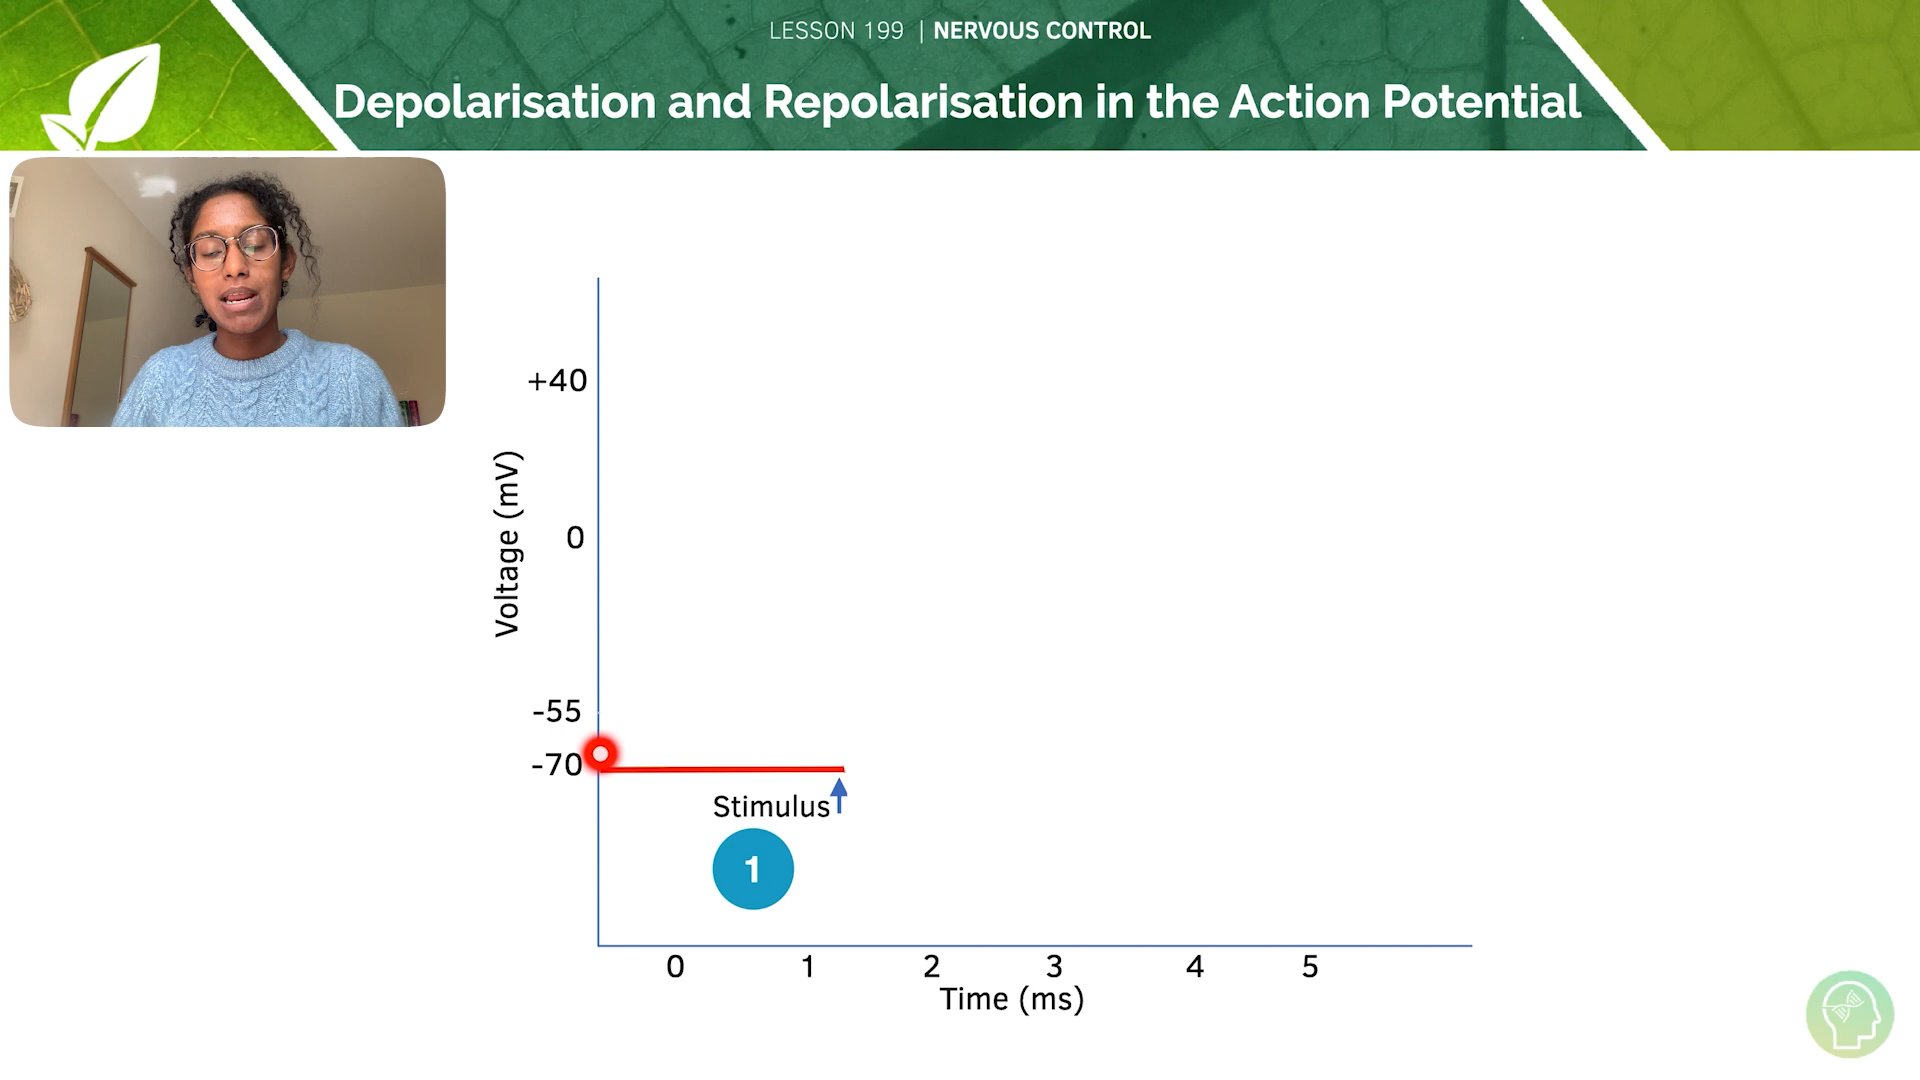 LESSON 199 | NERVOUS CONTROL
Depolarisation and Repolarisation in the Action Potential
+40
Voltage (mV)
0
-55
-70
Stimulus
1
0 1 2 3 4 5
Time (ms)